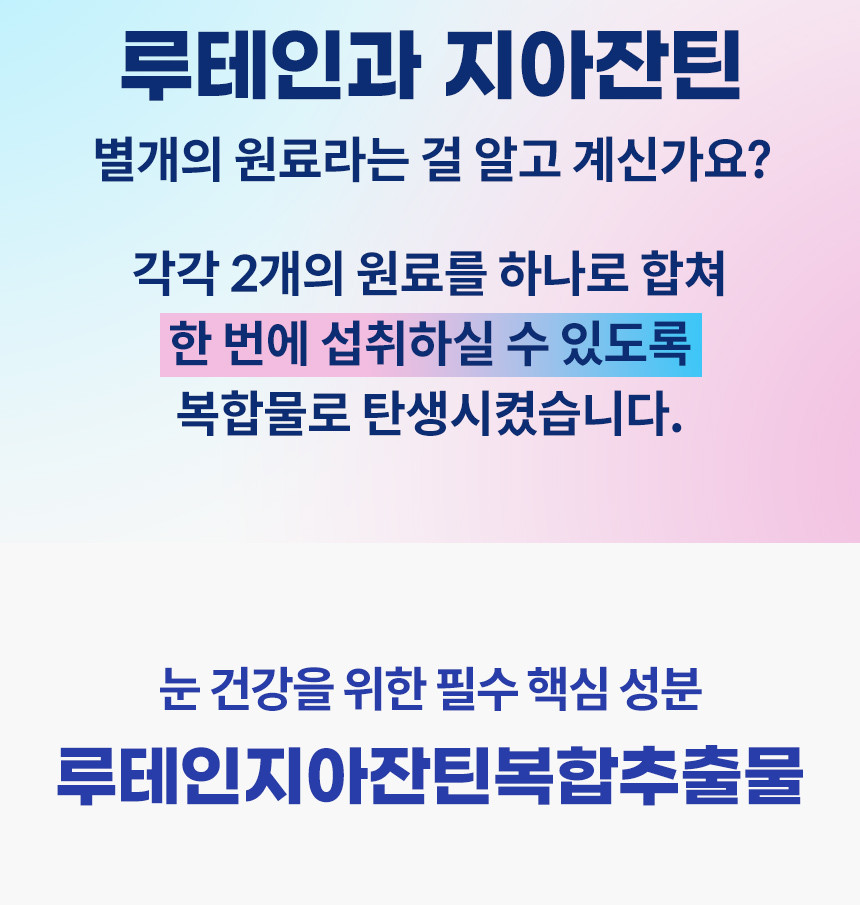 루테인과 지아잔틴
별개의 원료라는 걸 알고 계신가요?
각각 2개의 원료를 하나로 합쳐
한 번에 섭취하실 수 있도록
복합물로 탄생시켰습니다.
눈 건강을 위한 필수 핵심 성분
루테인지아잔틴복합추출물